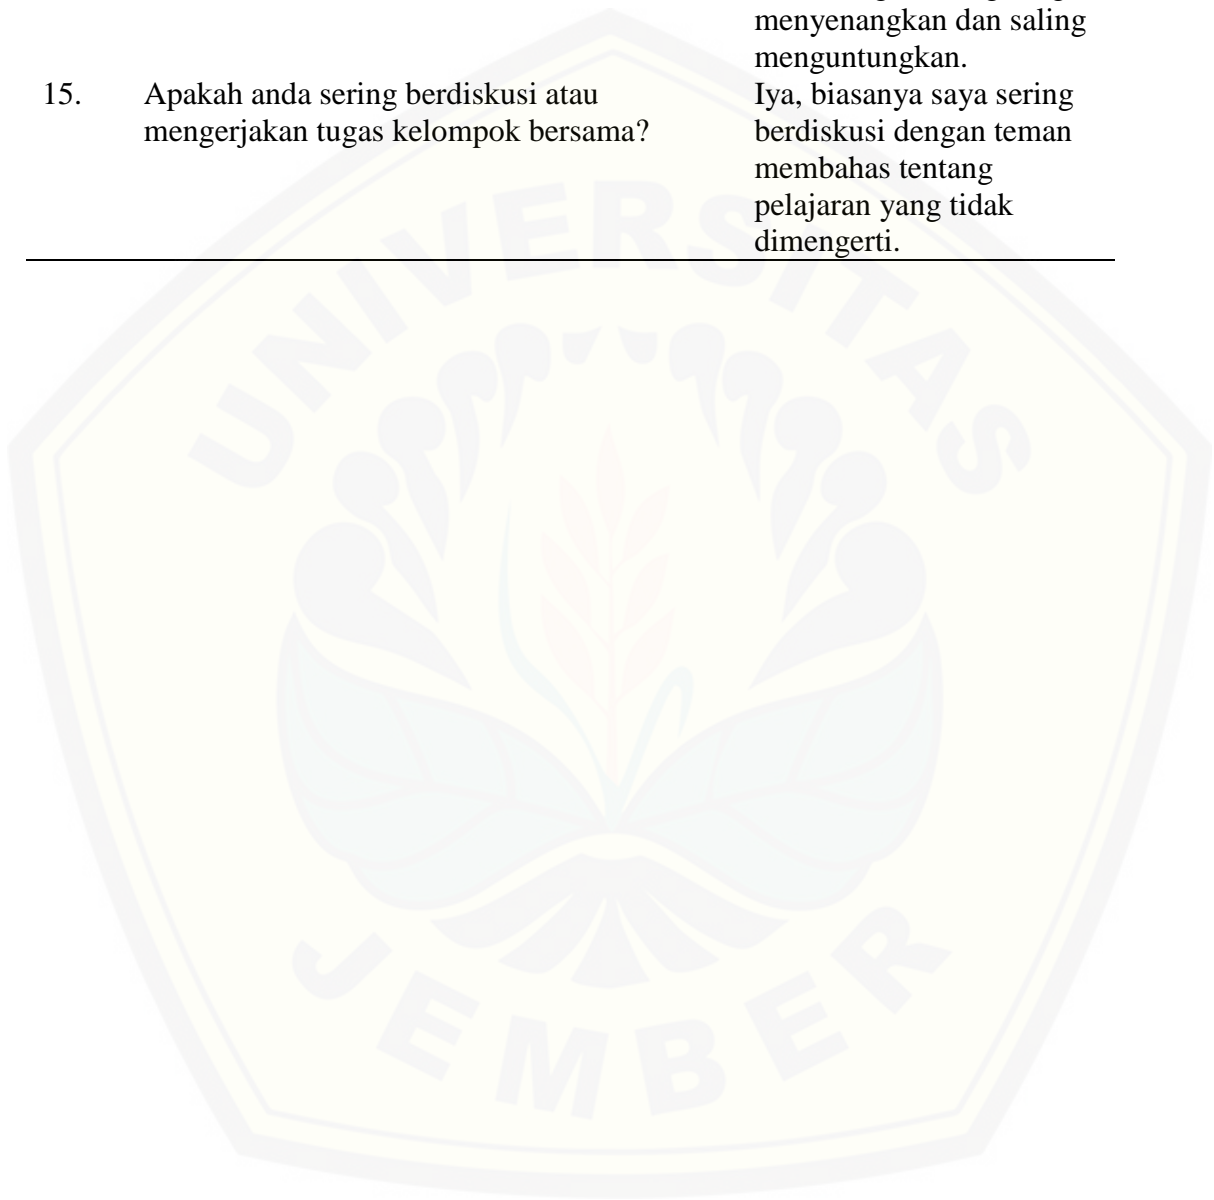 menyenangkan dan saling
menguntungkan.
15. Apakah anda sering berdiskusi atau
mengerjakan tugas kelompok bersama?
Iya, biasanya saya sering
berdiskusi dengan teman
membahas tentang
pelajaran yang tidak
dimengerti.
UNIVERSITAS
JEMBER